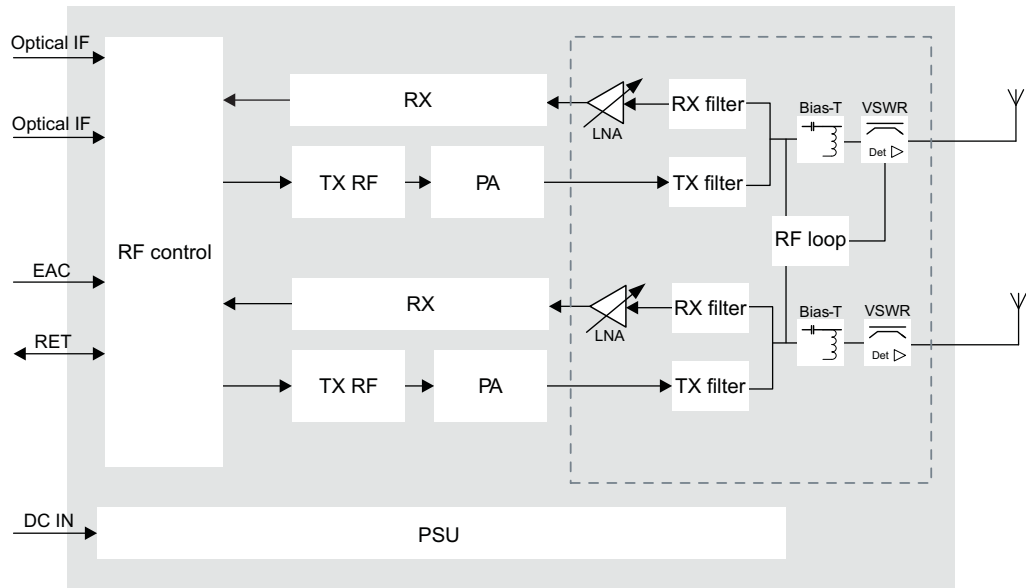 Optical IF
Optical IF
EAC
RET
DC IN
RF control
RX
LNA
RX filter
Bias-T
VSWR
Det
TX RF
PA
TX filter
RF loop
RX
LNA
RX filter
Bias-T
VSWR
Det
TX RF
PA
TX filter
PSU